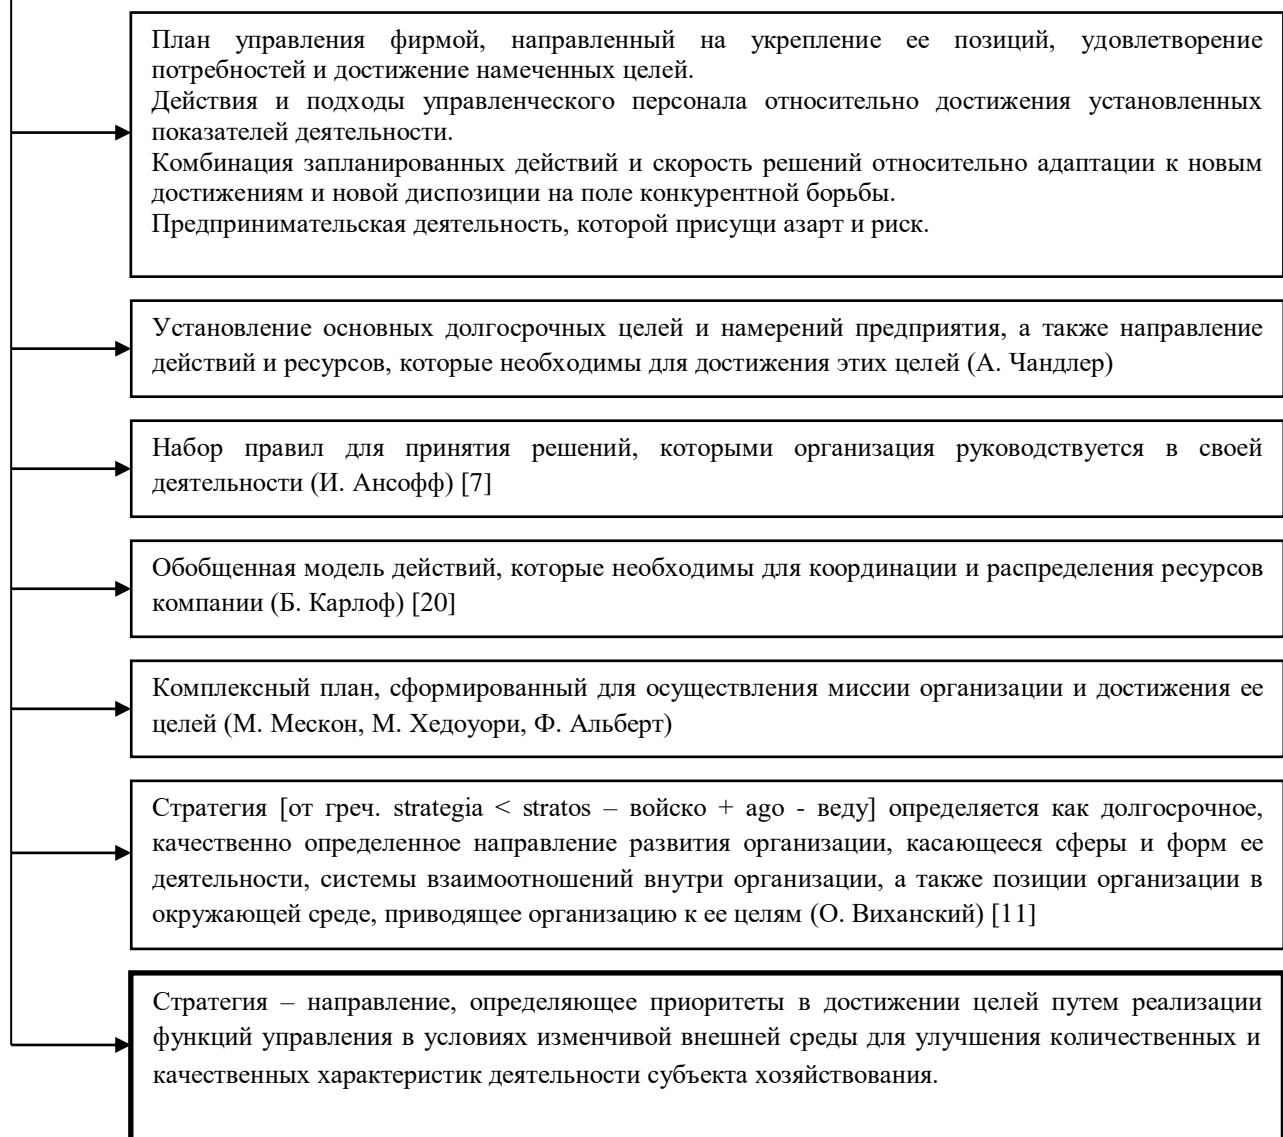 План управления фирмой, направленный на укрепление ее позиций, удовлетворение
потребностей и достижение намеченных целей.
Действия и подходы управленческого персонала относительно достижения установленных
показателей деятельности.
Комбинация запланированных действий и скорость решений относительно адаптации к новым
достижениям и новой диспозиции на поле конкурентной борьбы.
Предпринимательская деятельность, которой присущи азарт и риск.
Установление основных долгосрочных целей и намерений предприятия, а также направление
действий и ресурсов, которые необходимы для достижения этих целей (А. Чандлер)
Набор правил для принятия решений, которыми организация руководствуется в своей
деятельности (И. Ансофф) [7]
Обобщенная модель действий, которые необходимы для координации и распределения ресурсов
компании (Б. Карлоф) [20]
Комплексный план, сформированный для осуществления миссии организации и достижения ее
целей (М. Мескон, М. Хедоуори, Ф. Альберт)
Стратегия [от греч. strategia < stratos – войско + ago - веду] определяется как долгосрочное,
качественно определенное направление развития организации, касающееся сферы и форм ее
деятельности, системы взаимоотношений внутри организации, а также позиции организации в
окружающей среде, приводящее организацию к ее целям (О. Виханский) [11]
Стратегия – направление, определяющее приоритеты в достижении целей путем реализации
функций управления в условиях изменчивой внешней среды для улучшения количественных и
качественных характеристик деятельности субъекта хозяйствования.